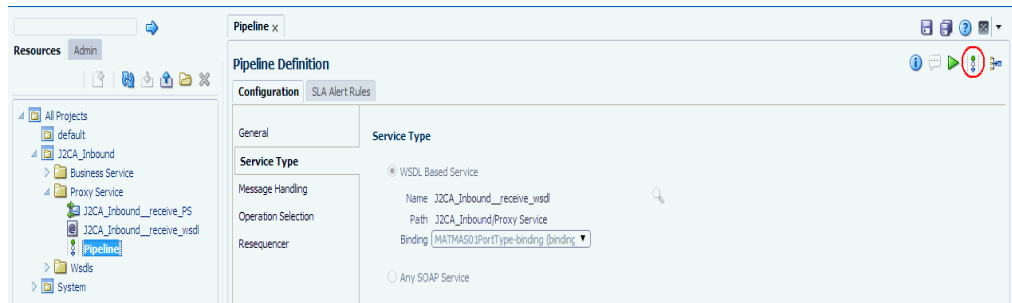 Pipeline x
Resources Admin
Pipeline Definition
Configuration SLA Alert Rules
All Projects
default
J2CA_Inbound
Business Service
Proxy Service
J2CA_Inbound__receive_PS
J2CA_Inbound__receive_wsdl
Pipeline
Wsdls
System
General
Service Type
Message Handling
Operation Selection
Resequencer
Service Type
WSDL Based Service
Name J2CA_Inbound__receive_wsdl
Path J2CA_Inbound/Proxy Service
Binding MATMAS01PortType-binding (binding
Any SOAP Service